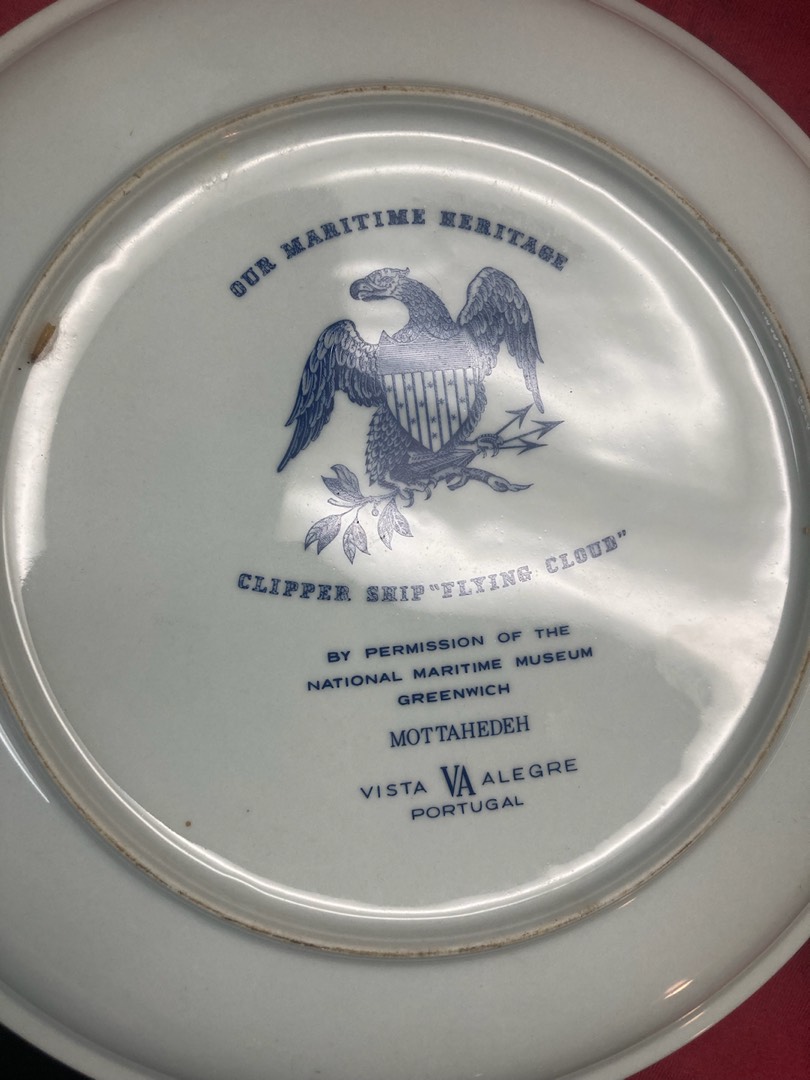 OUR MARITIME HERITAGE
CLIPPER SHIP "FLYING CLOUD"
BY PERMISSION OF THE
NATIONAL MARITIME MUSEUM
GREENWICH
MOTTAHEDEH
VISTA VA ALEGRE
PORTUGAL